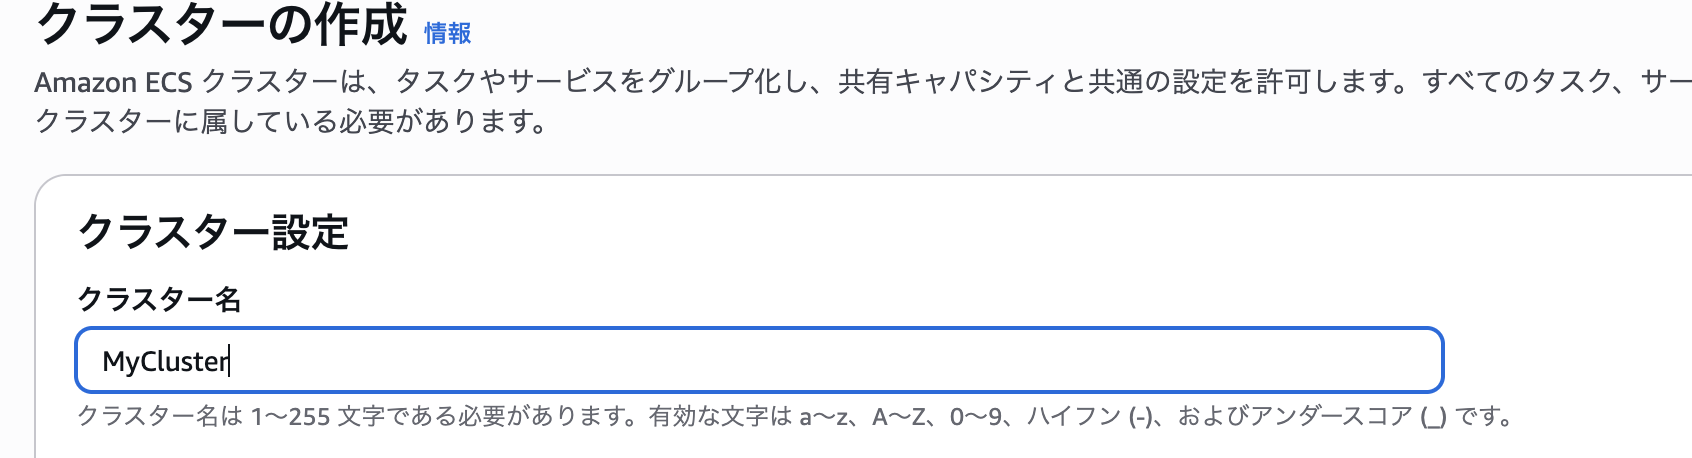 クラスターの作成 情報
Amazon ECS クラスターは、タスクやサービスをグループ化し、共有キャパシティと共通の設定を許可します。すべてのタスク、サー
クラスターに属している必要があります。
クラスター設定
クラスター名
MyCluster
クラスター名は 1〜255 文字である必要があります。有効な文字は a〜z、A〜Z、0〜9、ハイフン (-)、およびアンダースコア (_) です。